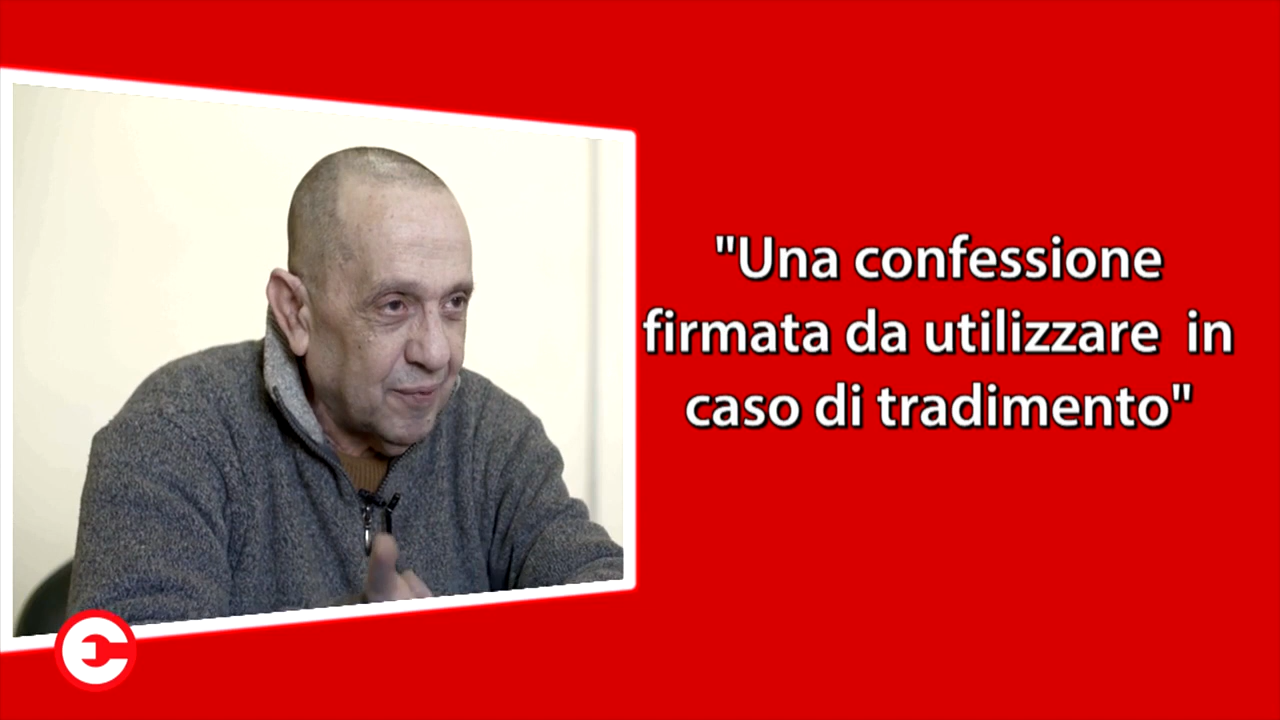 "Una confessione
firmata da utilizzare in
caso di tradimento"